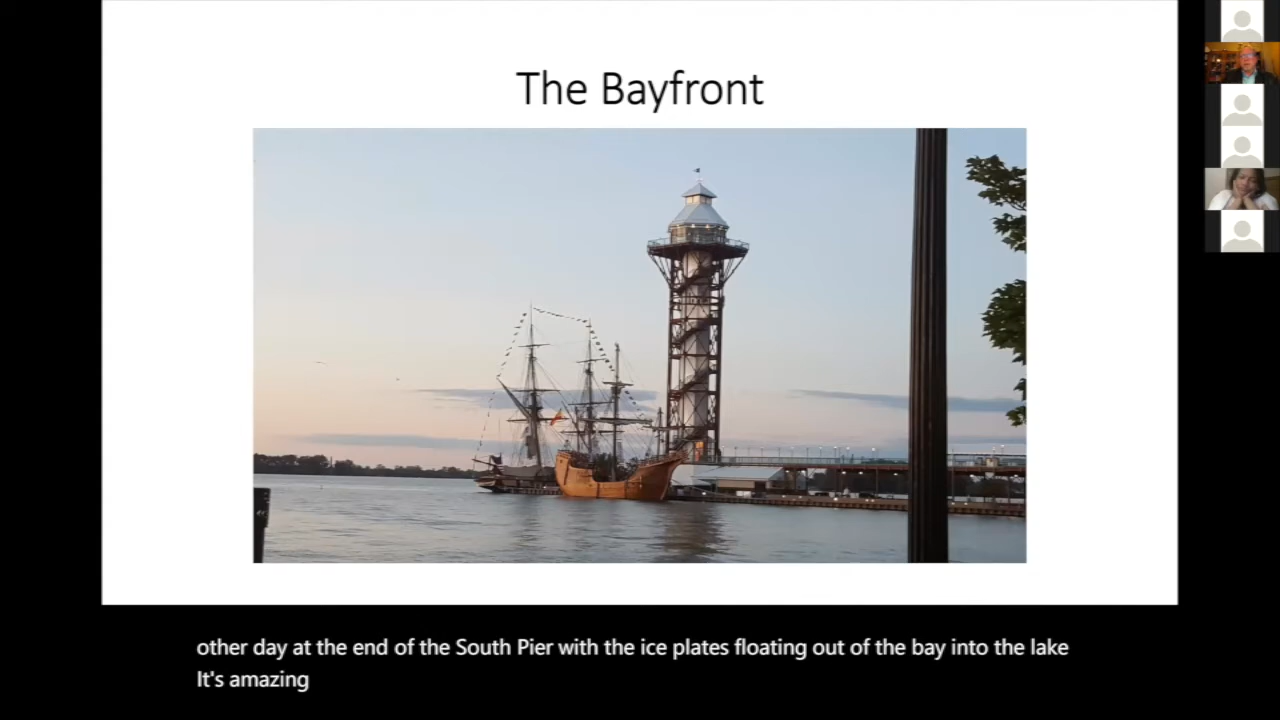 The Bayfront
other day at the end of the South Pier with the ice plates floating out of the bay into the lake
It's amazing